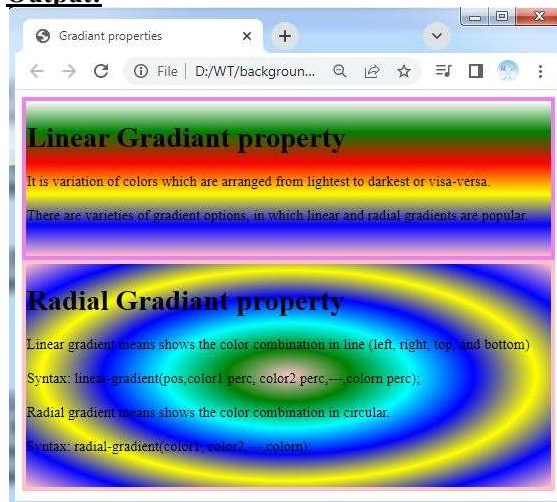 Output:
Gradiant properties
File | D:/WT/backgroun...
Linear Gradiant property
It is variation of colors which are arranged from lightest to darkest or visa-versa.
There are varieties of gradient options, in which linear and radial gradients are popular.
Radial Gradiant property
Linear gradient means shows the color combination in line (left, right, top, and bottom)
Syntax: linear-gradient(pos,color1 perc, color2 perc,---,colorn perc);
Radial gradient means shows the color combination in circular.
Syntax: radial-gradient(color1, color2,---,colorn);